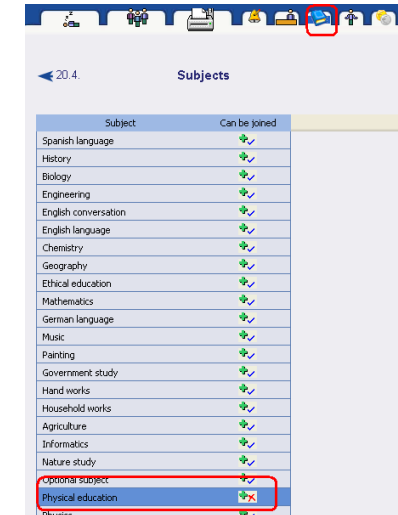 20.4.
Subjects
Subject Can be joined
Spanish language
History
Biology
Engineering
English conversation
English language
Chemistry
Geography
Ethical education
Mathematics
German language
Music
Painting
Government study
Hand works
Household works
Agriculture
Informatics
Nature study
Optional subject
Physical education
Physics